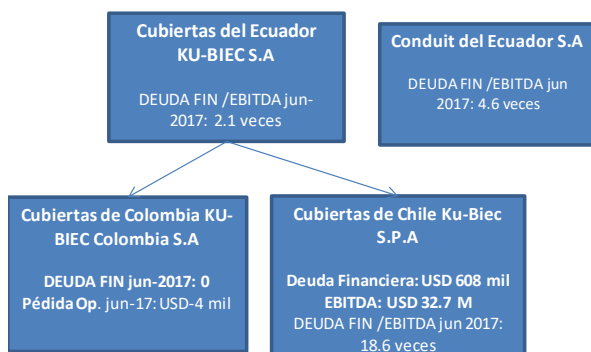 Cubiertas del Ecuador
KU-BIEC S.A
DEUDA FIN /EBITDA jun-
2017: 2.1 veces
Conduit del Ecuador S.A
DEUDA FIN /EBITDA jun
2017: 4.6 veces
Cubiertas de Colombia KU-
BIEC Colombia S.A
DEUDA FIN jun-2017: 0
Pédida Op. jun-17: USD-4 mil
Cubiertas de Chile Ku-Biec
S.P.A
Deuda Financiera: USD 608 mil
EBITDA: USD 32.7 M
DEUDA FIN /EBITDA jun 2017:
18.6 veces